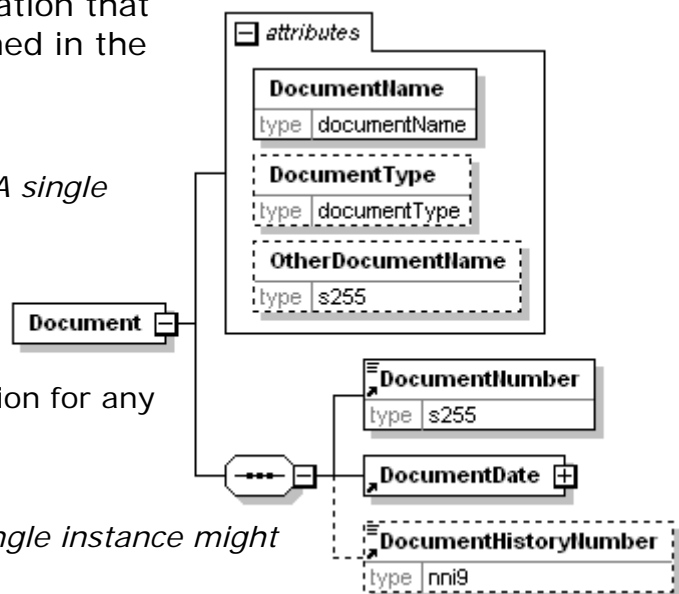 ation that
ned in the
A single
ion for any
ngle instance might
attributes
DocumentName
type documentName
DocumentType
type documentType
OtherDocumentName
type s255
Document
DocumentNumber
type s255
DocumentDate
DocumentHistoryNumber
type nni9